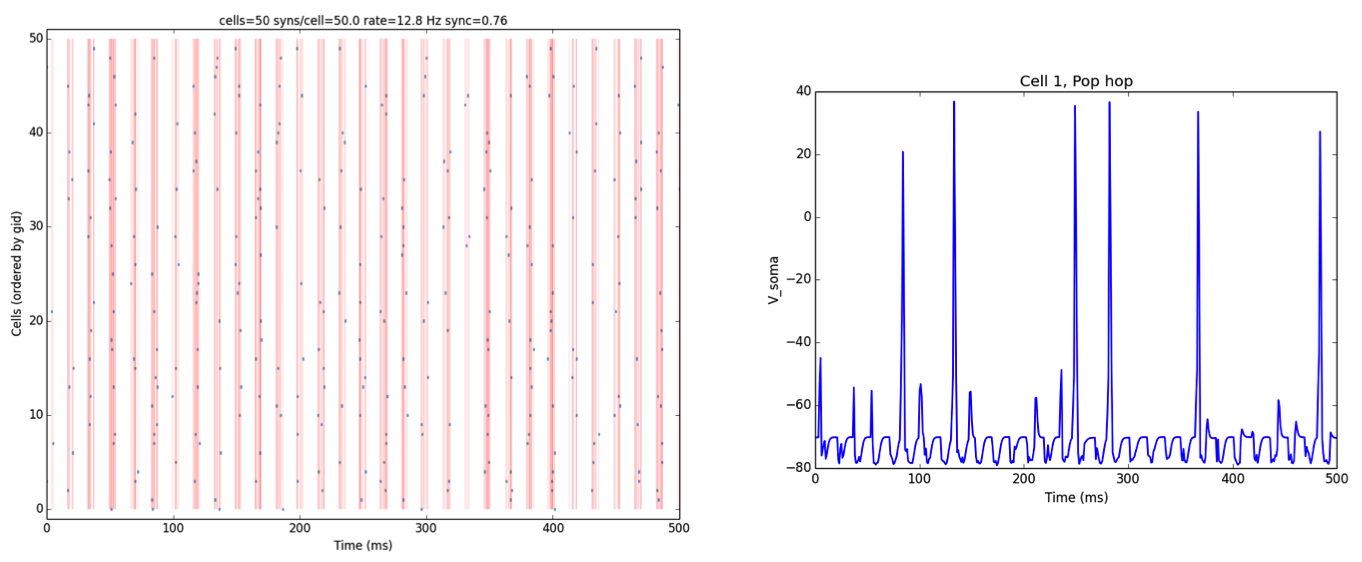 cells=50 syns/cell=50.0 rate=12.8 Hz sync=0.76
50
40
30
20
10
0
Cells (ordered by gid)
0 100 200 300 400 500
Time (ms)
Cell 1, Pop hop
40
20
0
−20
−40
−60
−80
V_soma
0 100 200 300 400 500
Time (ms)